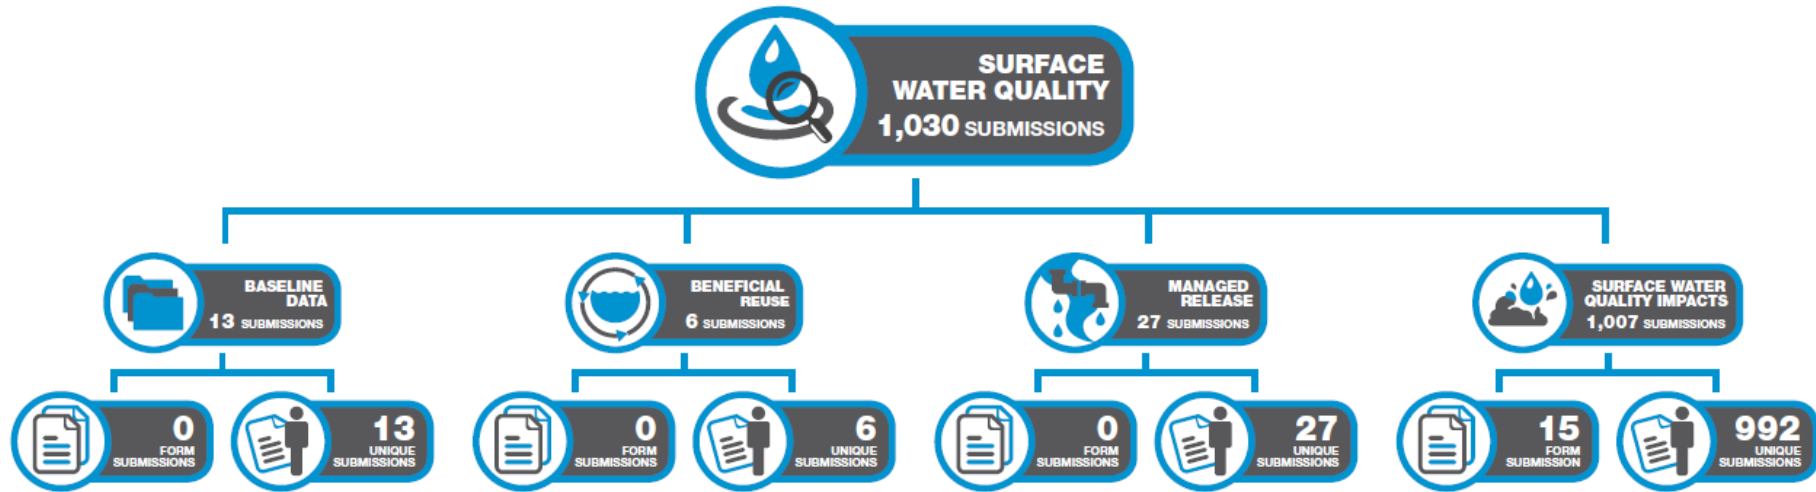 SURFACE
WATER QUALITY
1,030 SUBMISSIONS
BASELINE
DATA
13 SUBMISSIONS
BENEFICIAL
REUSE
6 SUBMISSIONS
MANAGED
RELEASE
27 SUBMISSIONS
SURFACE WATER
QUALITY IMPACTS
1,007 SUBMISSIONS
0
FORM
SUBMISSIONS
13
UNIQUE
SUBMISSIONS
0
FORM
SUBMISSIONS
6
UNIQUE
SUBMISSIONS
0
FORM
SUBMISSIONS
27
UNIQUE
SUBMISSIONS
15
FORM
SUBMISSION
992
UNIQUE
SUBMISSIONS